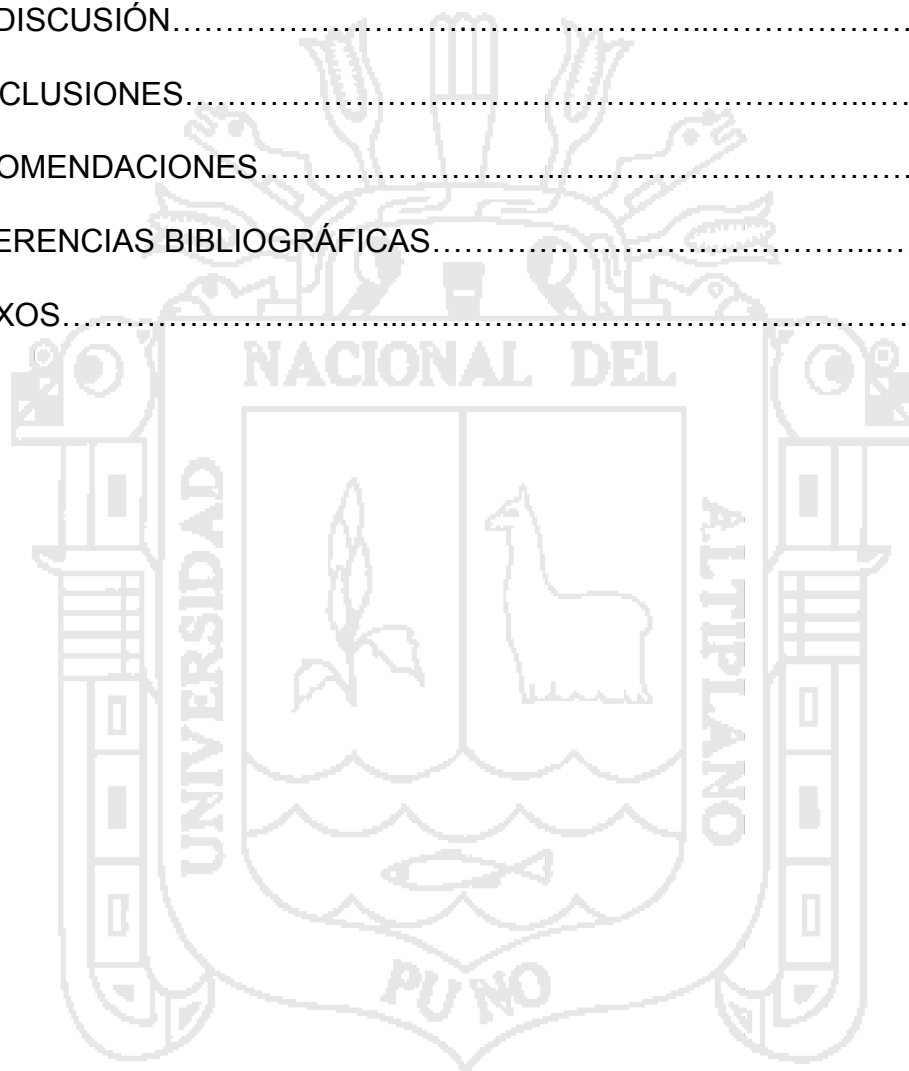 DISCUSIÓN……………………………………………………………………
CLUSIONES……………………………………………………………………
OMENDACIONES………………………………………………………………
ERENCIAS BIBLIOGRÁFICAS…………………………………………………
XOS………………………………………………………………………………
NACIONAL DEL
UNIVERSIDAD
ALTIPLANO
PUNO